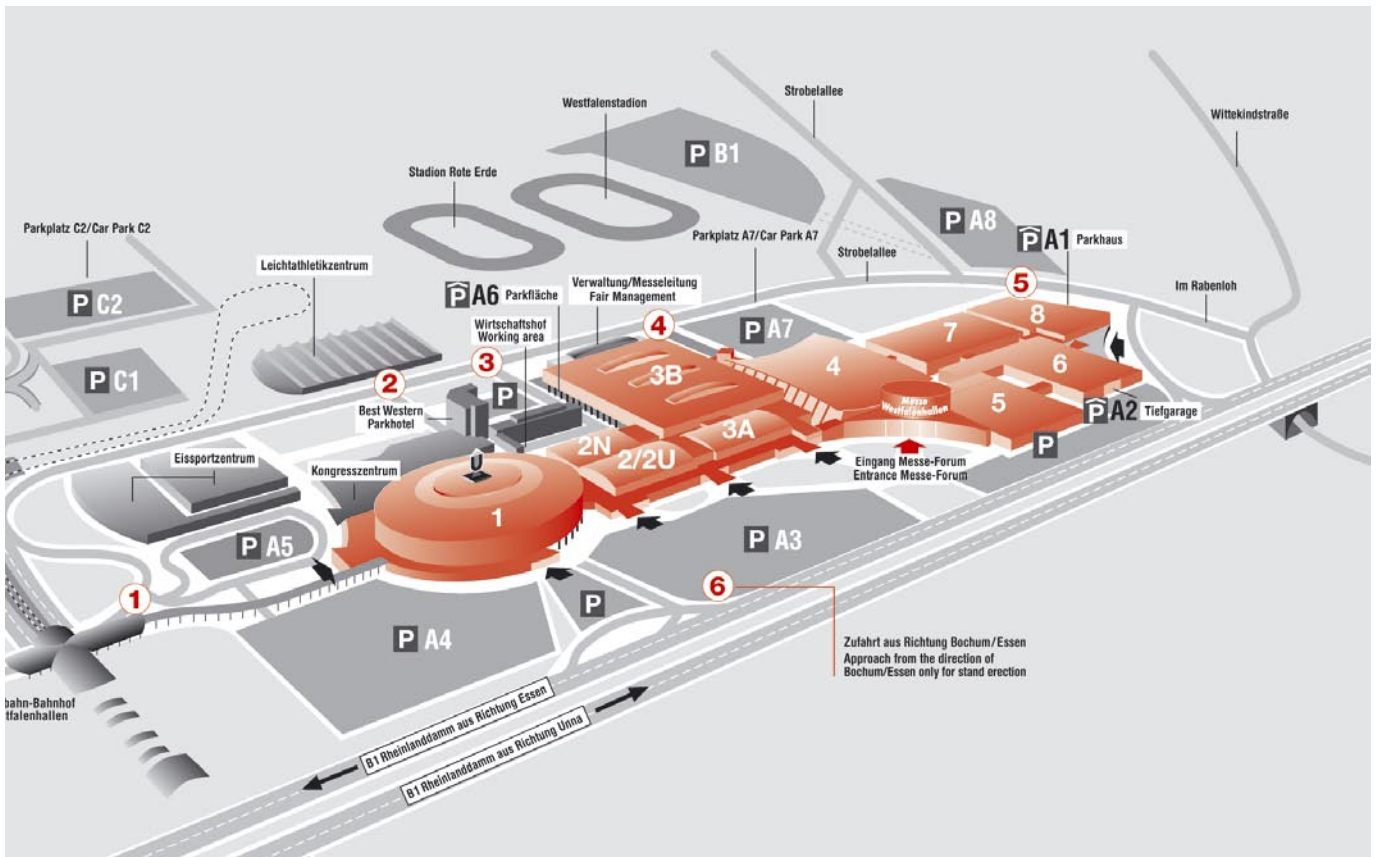 Strobelallee
Westfalenstadion
Wittekindstraße
P B1
Stadion Rote Erde
P A8
Parkplatz C2/Car Park C2
Parkplatz A7/Car Park A7
P A1 Parkhaus
Strobelallee
Leichtathletikzentrum
Verwaltung/Messeleitung
Fair Management
5
Im Rabenloh
P C2
P A6 Parkfläche
Wirtschaftshof
Working area
4
P A7
8
7
3
6
P C1
2
P
3B
4
Best Western
Parkhotel
Messe
Westfalenhallen
5
P A2 Tiefgarage
3A
2N
2/2U
P
Eissportzentrum
Kongresszentrum
U
Eingang Messe-Forum
Entrance Messe-Forum
1
P A5
P A3
1
6
P
P A4
Zufahrt aus Richtung Bochum/Essen
Approach from the direction of
Bochum/Essen only for stand erection
bahn-Bahnhof
tfalenhallen
B1 Rheinlanddamm aus Richtung Essen
B1 Rheinlanddamm aus Richtung Unna